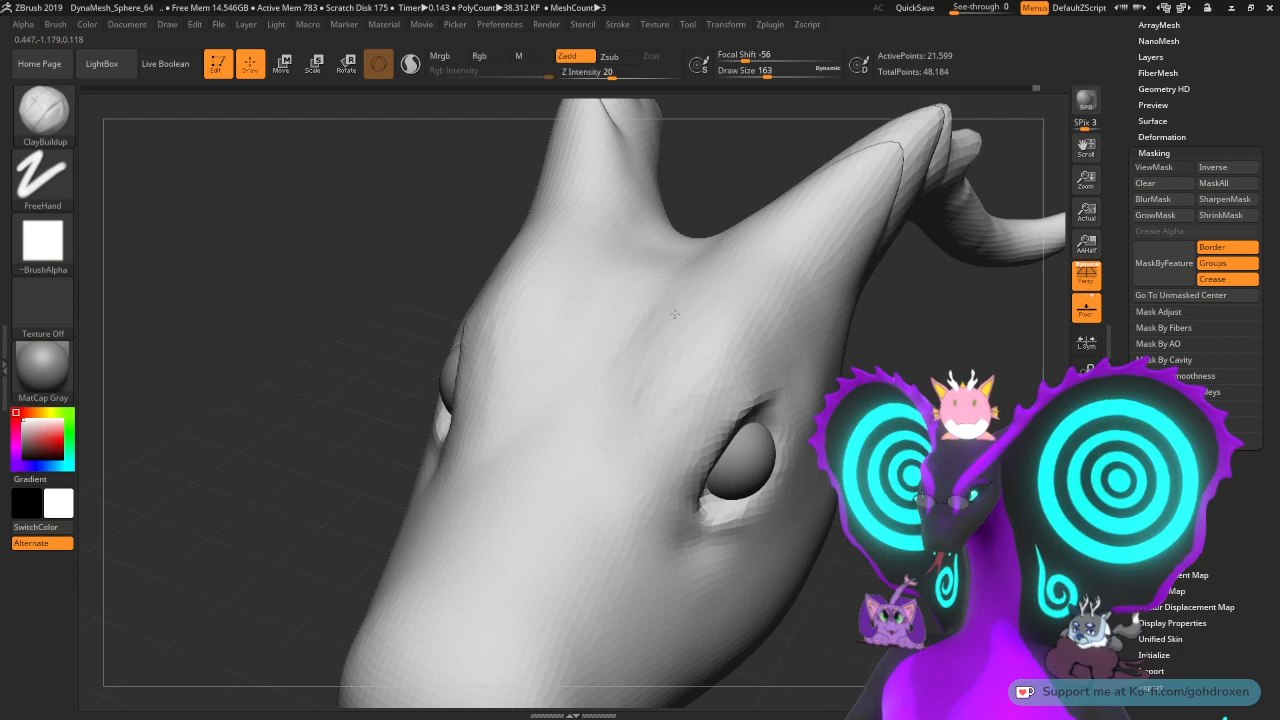 ZBrush 2019 DynaMesh_Sphere_64 .. • Free Mem 14.546GB • Active Mem 783 • Scratch Disk 175 • Timer▶0.143 • PolyCount▶38.312 KP • MeshCount▶3 AC QuickSave See-through 0 Menus DefaultZScript
Alpha Brush Color Document Draw Edit File Layer Light Macro Marker Material Movie Picker Preferences Render Stencil Stroke Texture Tool Transform Zplugin Zscript
0.447,-1.179,0.118
Home Page LightBox Live Boolean Edit Draw Move Scale Rotate
Mrgb Rgb M Zadd Zsub Zcut
Rgb Intensity Z Intensity 20
Focal Shift -56
Draw Size 163 Dynamic
ActivePoints: 21,599
TotalPoints: 48,184
ClayBuildup
FreeHand
~BrushAlpha
Texture Off
MatCap Gray
Gradient
SwitchColor
Alternate
BPR
SPix 3
Scroll
Zoom
Actual
AAHalf
Dynamic
Persp
Floor
L.Sym
ArrayMesh
NanoMesh
Layers
FiberMesh
Geometry HD
Preview
Surface
Deformation
Masking
ViewMask Inverse
Clear MaskAll
BlurMask SharpenMask
GrowMask ShrinkMask
Create Alpha
MaskByFeature Border
Groups
Crease
Go To Unmasked Center
Mask Adjust
Mask By Fibers
Mask By AO
Mask By Cavity
Display Properties
Unified Skin
Initialize
Support me at Ko-fi.com/gohdroxen